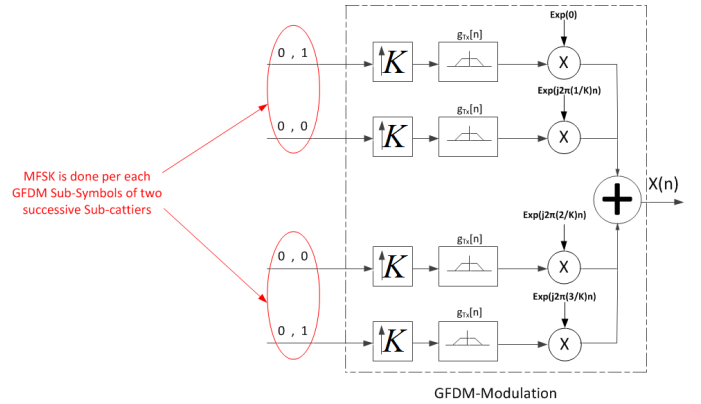 Exp(0)
0 , 1
K
gTx[n]
X
Exp(j2π(1/K)n)
0 , 0
K
gTx[n]
X
MFSK is done per each
GFDM Sub-Symbols of two
successive Sub-cattiers
+
X(n)
Exp(j2π(2/K)n)
0 , 0
K
gTx[n]
X
Exp(j2π(3/K)n)
0 , 1
K
gTx[n]
X
GFDM-Modulation